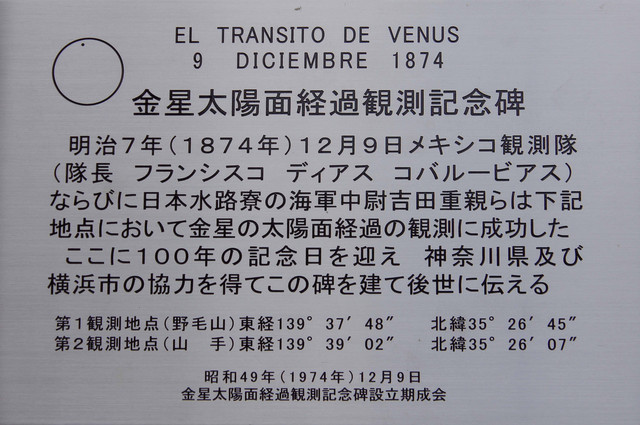 EL TRANSITO DE VENUS
9 DICIEMBRE 1874
金星太陽面経過観測記念碑
明治7年(1874年)12月9日メキシコ観測隊
(隊長 フランシスコ ディアス コバルービアス)
ならびに日本水路寮の海軍中尉吉田重親らは下記
地点において金星の太陽面経過の観測に成功した
ここに100年の記念日を迎え 神奈川県及び
横浜市の協力を得てこの碑を建て後世に伝える
第1観測地点(野毛山)東経139° 37′ 48″ 北緯35° 26′ 45″
第2観測地点(山 手)東経139° 39′ 02″ 北緯35° 26′ 07″
昭和49年(1974年)12月9日
金星太陽面経過観測記念碑設立期成会